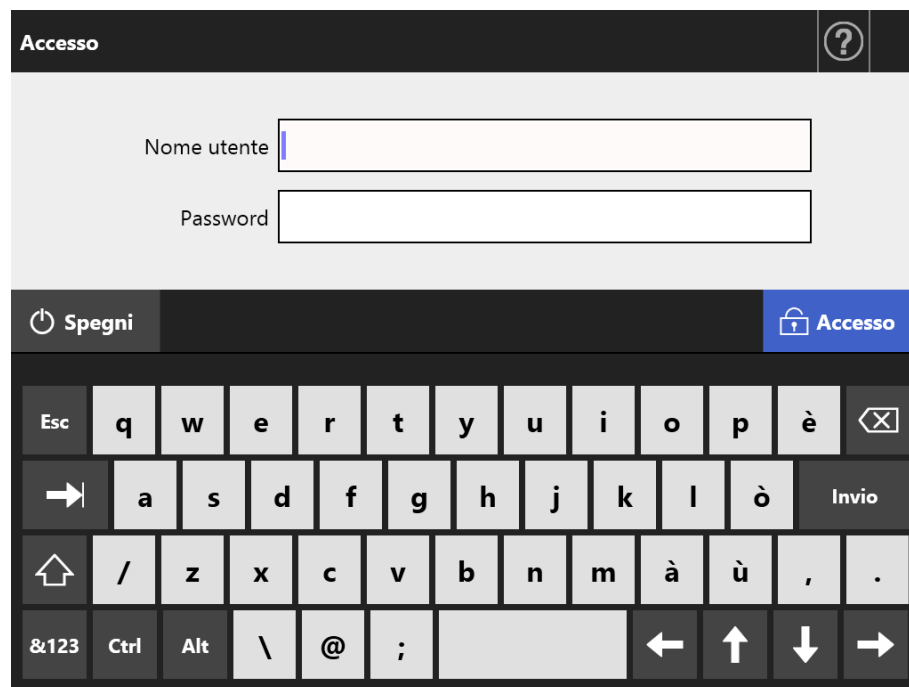 Accesso ?
Nome utente
Password
Spegni Accesso
Esc q w e r t y u i o p è
a s d f g h j k l ò Invio
/ z x c v b n m à ù , .
&123 Ctrl Alt \ @ ;